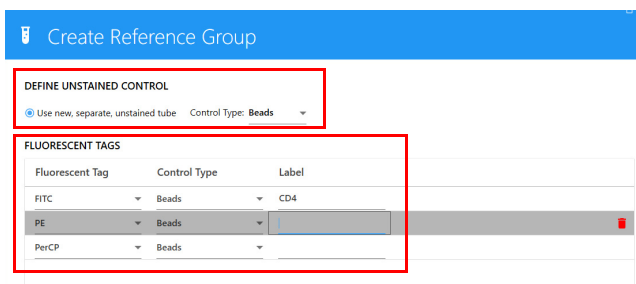 Create Reference Group
DEFINE UNSTAINED CONTROL
Use new, separate, unstained tube Control Type: Beads
FLUORESCENT TAGS
Fluorescent Tag Control Type Label
FITC Beads CD4
PE Beads
PerCP Beads